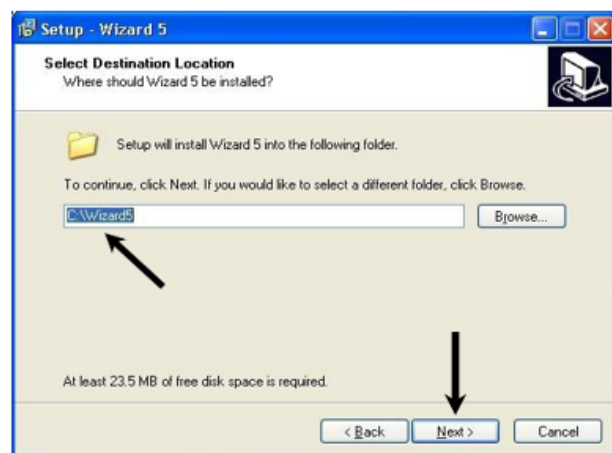 Setup - Wizard 5
Select Destination Location
Where should Wizard 5 be installed?
Setup will install Wizard 5 into the following folder.
To continue, click Next. If you would like to select a different folder, click Browse.
C:\Wizard5
Browse...
At least 23.5 MB of free disk space is required.
< Back
Next >
Cancel